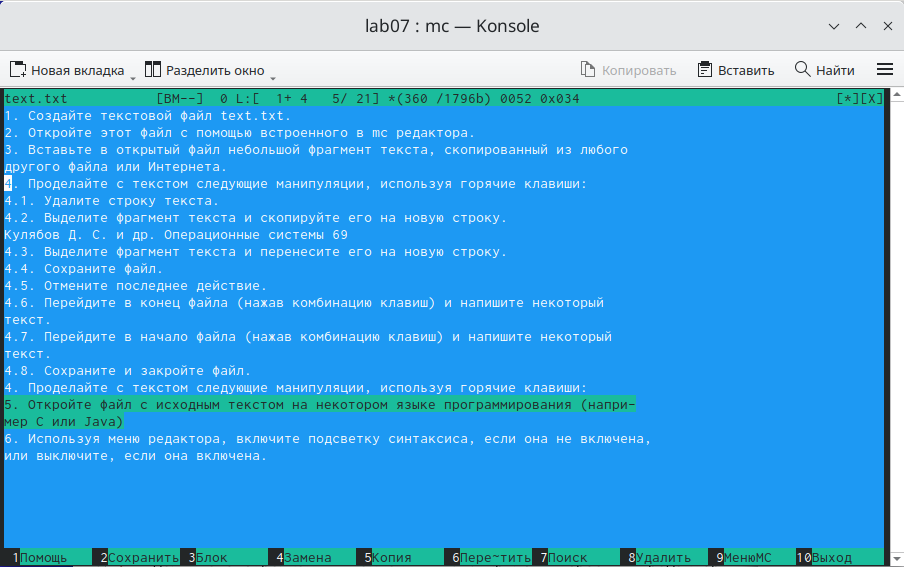 lab07 : mc — Konsole
Новая вкладка Разделить окно Копировать Вставить Найти
text.txt [BM--] 0 L:[ 1+ 4 5/ 21] *(360 /1796b) 0052 0x034 [*][X]
1. Создайте текстовой файл text.txt.
2. Откройте этот файл с помощью встроенного в mc редактора.
3. Вставьте в открытый файл небольшой фрагмент текста, скопированный из любого
другого файла или Интернета.
4. Проделайте с текстом следующие манипуляции, используя горячие клавиши:
4.1. Удалите строку текста.
4.2. Выделите фрагмент текста и скопируйте его на новую строку.
Кулябов Д. С. и др. Операционные системы 69
4.3. Выделите фрагмент текста и перенесите его на новую строку.
4.4. Сохраните файл.
4.5. Отмените последнее действие.
4.6. Перейдите в конец файла (нажав комбинацию клавиш) и напишите некоторый
текст.
4.7. Перейдите в начало файла (нажав комбинацию клавиш) и напишите некоторый
текст.
4.8. Сохраните и закройте файл.
4. Проделайте с текстом следующие манипуляции, используя горячие клавиши:
5. Откройте файл с исходным текстом на некотором языке программирования (напри-
мер C или Java)
6. Используя меню редактора, включите подсветку синтаксиса, если она не включена,
или выключите, если она включена.
1Помощь 2Сохранить 3Блок 4Замена 5Копия 6Пере~тить 7Поиск 8Удалить 9МенюМС 10Выход